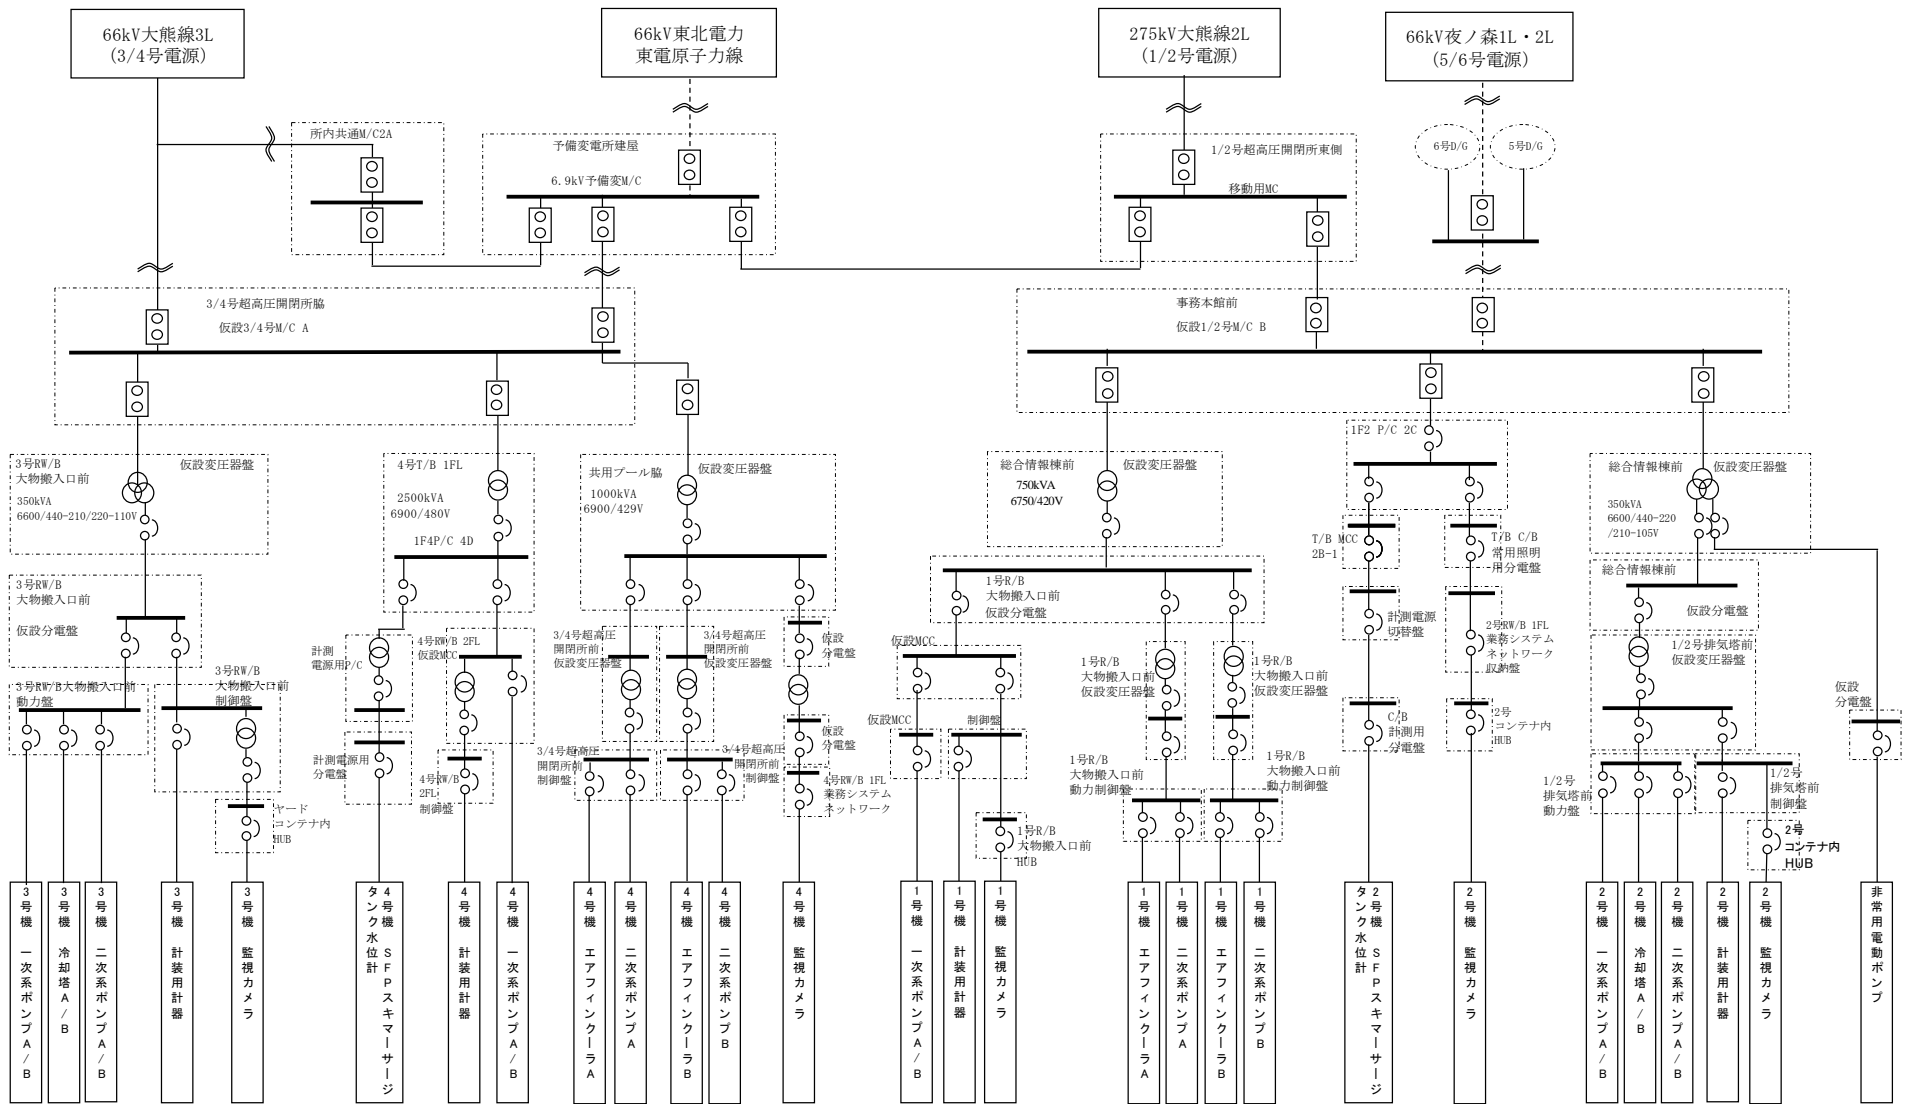 66kV大熊線3L
(3/4号電源)
66kV東北電力
東電原子力線
275kV大熊線2L
(1/2号電源)
66kV夜ノ森1L・2L
(5/6号電源)
所内共通M/C2A
予備変電所建屋
6.9kV予備変M/C
1/2号超高圧開閉所東側
移動用MC
6号D/G
5号D/G
3/4号超高圧開閉所脇
仮設3/4号M/C A
事務本館前
仮設1/2号M/C B
3号RW/B
大物搬入口前
仮設変圧器盤
350kVA
6600/440-210/220-110V
4号T/B 1FL
2500kVA
6900/480V
1F4P/C 4D
共用プール脇
仮設変圧器盤
1000kVA
6900/429V
総合情報棟前
仮設変圧器盤
750kVA
6750/420V
1F2 P/C 2C
総合情報棟前
仮設変圧器盤
350kVA
6600/440-220
/210-105V
3号RW/B
大物搬入口前
仮設分電盤
3号RW/B大物搬入口前
動力盤
3号RW/B
大物搬入口前
制御盤
ヤード
コンテナ内
HUB
計測
電源用P/C
計測電源用
分電盤
4号RW/B 2FL
仮設MCC
4号RW/B
2FL
制御盤
3/4号超高圧
開閉所前
仮設変圧器盤
3/4号超高圧
開閉所前
仮設変圧器盤
3/4号超高圧
開閉所前
制御盤
3/4号超高圧
開閉所前
制御盤
仮設
分電盤
仮設
分電盤
4号RW/B 1FL
業務システム
ネットワーク
1号R/B
大物搬入口前
仮設分電盤
仮設MCC
仮設MCC
制御盤
1号R/B
大物搬入口前
HUB
1号R/B
大物搬入口前
仮設変圧器盤
1号R/B
大物搬入口前
仮設変圧器盤
1号R/B
大物搬入口前
動力制御盤
1号R/B
大物搬入口前
動力制御盤
T/B MCC
2B-1
計測電源
切替盤
C/B
計測用
分電盤
T/B C/B
常用照明
用分電盤
2号RW/B 1FL
業務システム
ネットワーク
収納盤
2号
コンテナ内
HUB
総合情報棟前
仮設分電盤
1/2号排気塔前
仮設変圧器盤
1/2号
排気塔前
動力盤
1/2号
排気塔前
制御盤
2号
コンテナ内
HUB
仮設
分電盤
3号機 一次系ポンプA/B
3号機 冷却塔A/B
3号機 二次系ポンプA/B
3号機 計装用計器
3号機 監視カメラ
4号機 SFPスキマーサージ
タンク水位計
4号機 計装用計器
4号機 一次系ポンプA/B
4号機 エアフィンクーラA
4号機 二次系ポンプA
4号機 エアフィンクーラB
4号機 二次系ポンプB
4号機 監視カメラ
1号機 一次系ポンプA/B
1号機 計装用計器
1号機 監視カメラ
1号機 エアフィンクーラA
1号機 二次系ポンプA
1号機 エアフィンクーラB
1号機 二次系ポンプB
2号機 SFPスキマーサージ
タンク水位計
2号機 監視カメラ
2号機 一次系ポンプA/B
2号機 冷却塔A/B
2号機 二次系ポンプA/B
2号機 計装用計器
2号機 監視カメラ
非常用電動ポンプ